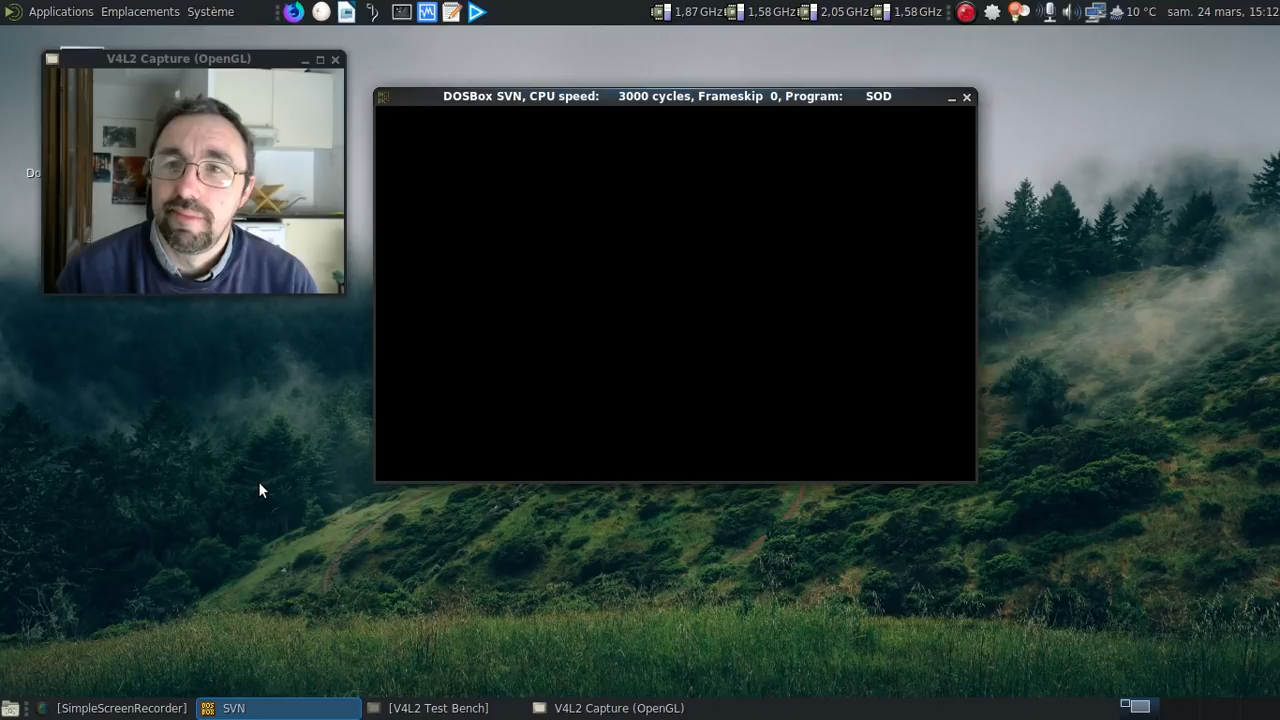 Applications Emplacements Système 1,87 GHz 1,58 GHz 2,05 GHz 1,58 GHz 10 °C sam. 24 mars, 15:12
V4L2 Capture (OpenGL)
DOSBox SVN, CPU speed: 3000 cycles, Frameskip 0, Program: SOD
Do
[SimpleScreenRecorder] SVN [V4L2 Test Bench] V4L2 Capture (OpenGL)